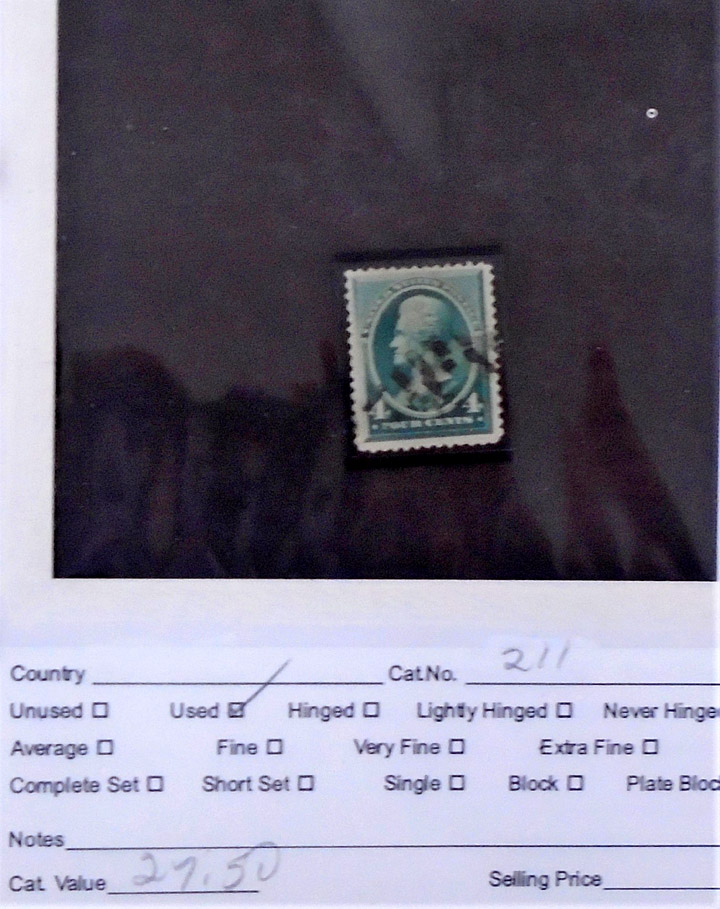 4 4
FOUR CENTS
Country Cat.No. 211
Unused Used Hinged Lightly Hinged Never Hinge
Average Fine Very Fine Extra Fine
Complete Set Short Set Single Block Plate Bloc
Notes
Cat. Value 27.50 Selling Price